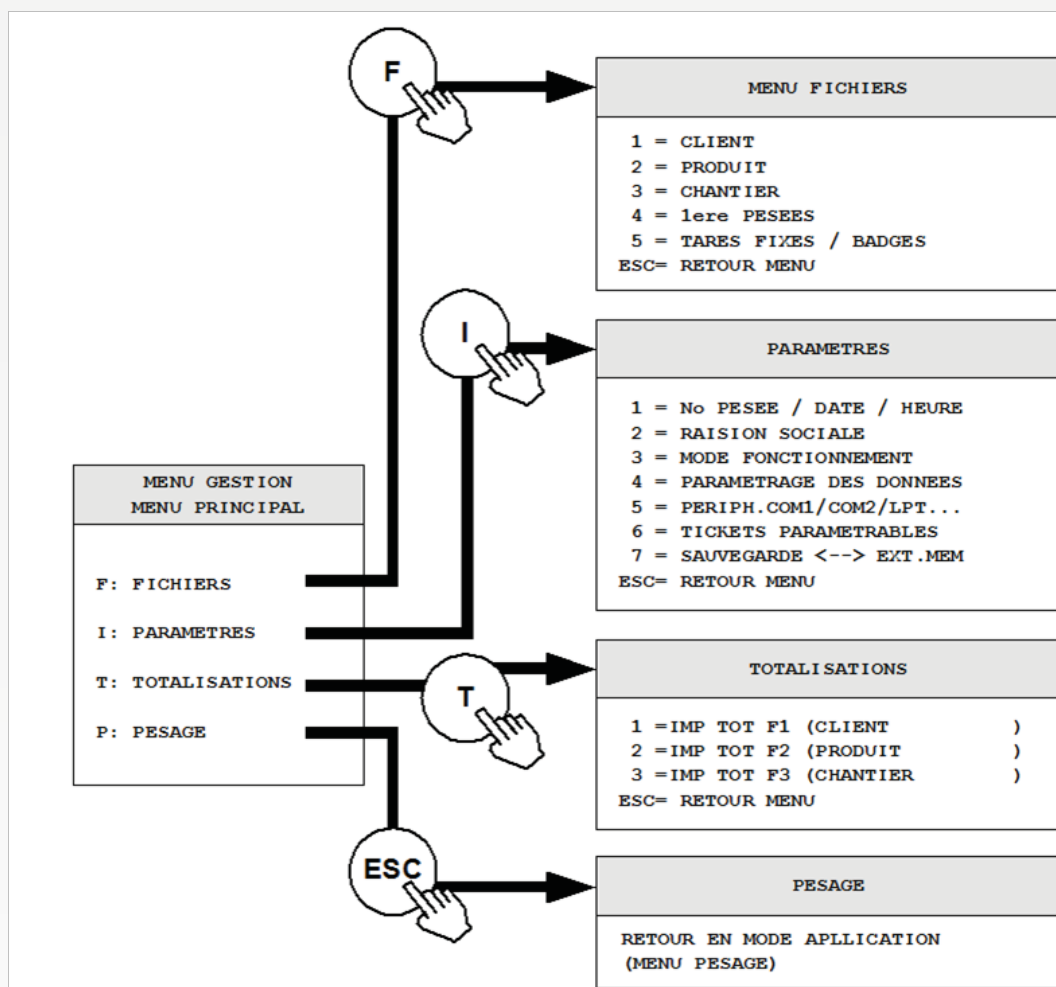 F
MENU FICHIERS
1 = CLIENT
2 = PRODUIT
3 = CHANTIER
4 = 1ere PESEES
5 = TARES FIXES / BADGES
ESC= RETOUR MENU
I
PARAMETRES
1 = No PESEE / DATE / HEURE
2 = RAISION SOCIALE
3 = MODE FONCTIONNEMENT
4 = PARAMETRAGE DES DONNEES
5 = PERIPH.COM1/COM2/LPT...
6 = TICKETS PARAMETRABLES
7 = SAUVEGARDE <--> EXT.MEM
ESC= RETOUR MENU
MENU GESTION
MENU PRINCIPAL
F: FICHIERS
I: PARAMETRES
T: TOTALISATIONS
P: PESAGE
T
TOTALISATIONS
1 =IMP TOT F1 (CLIENT )
2 =IMP TOT F2 (PRODUIT )
3 =IMP TOT F3 (CHANTIER )
ESC= RETOUR MENU
ESC
PESAGE
RETOUR EN MODE APLLICATION
(MENU PESAGE)